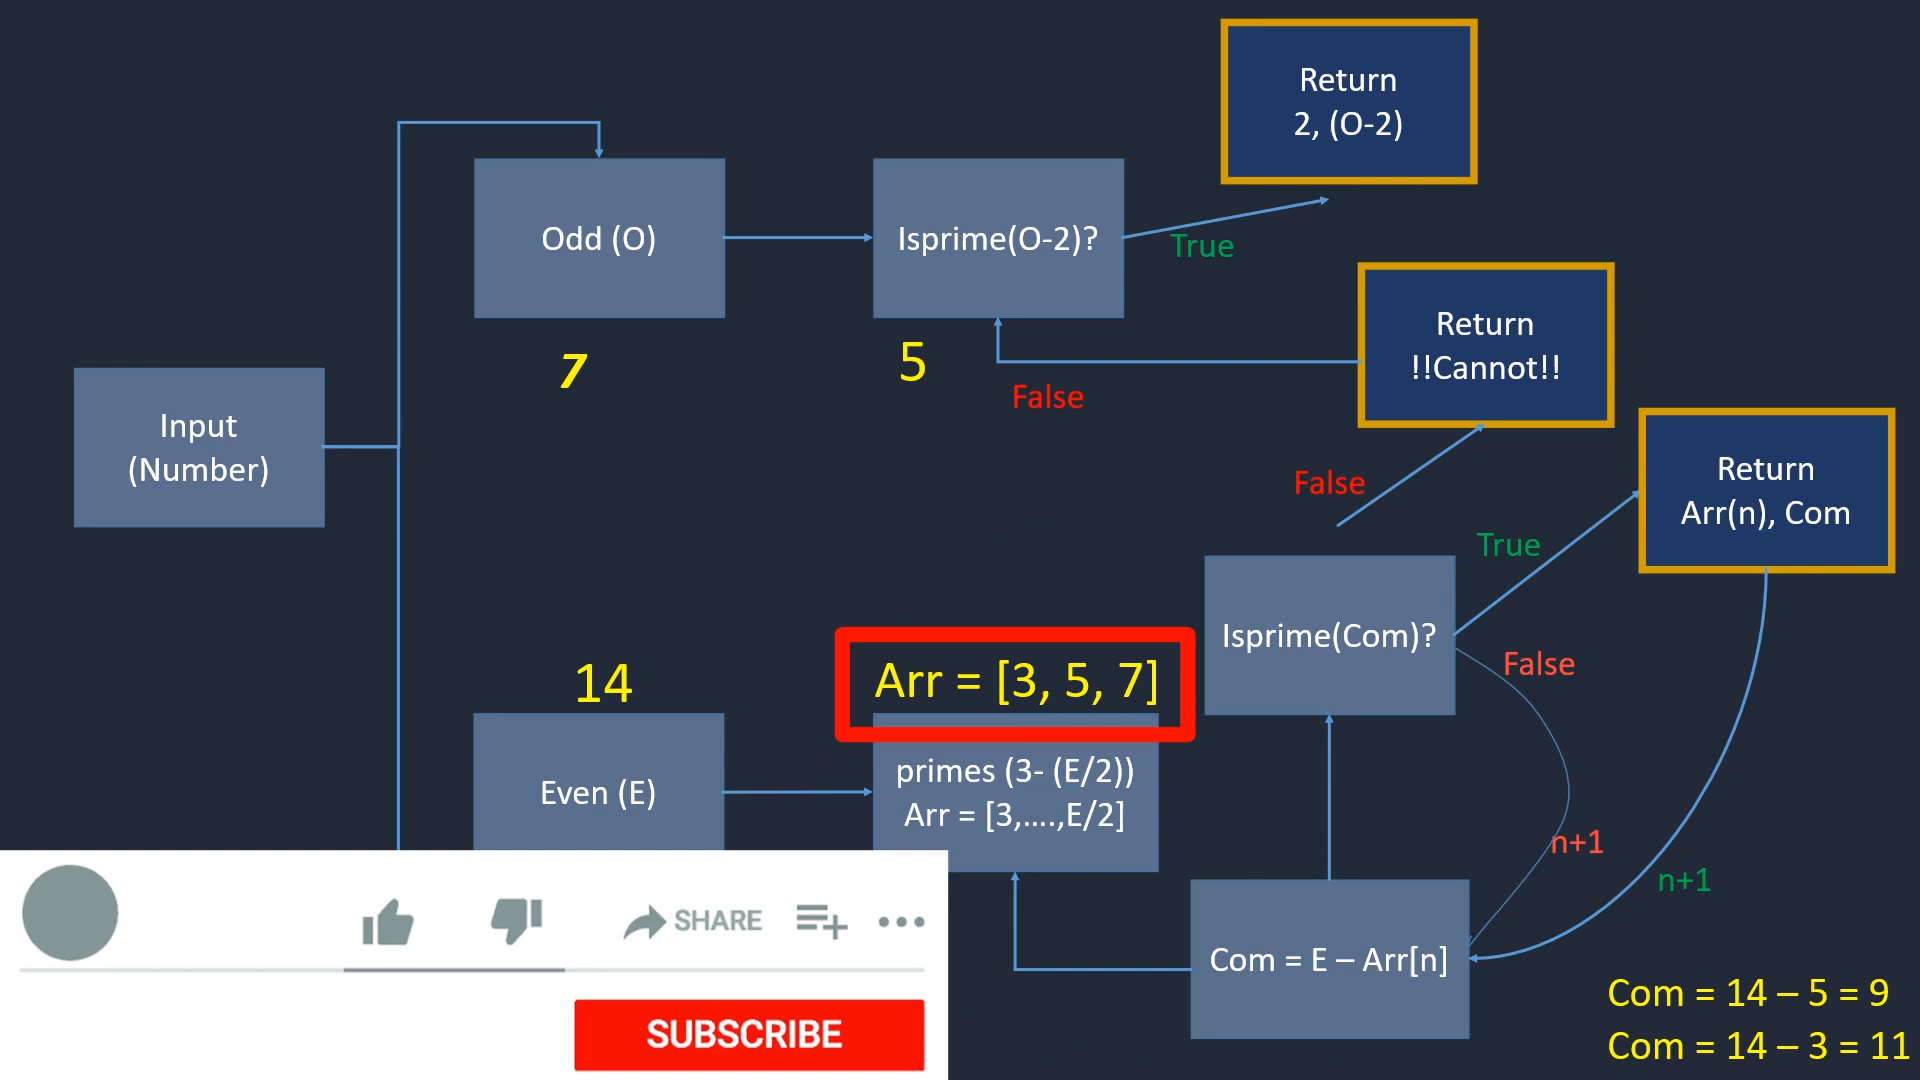 Return
2, (O-2)
Odd (O)
Isprime(O-2)?
True
Return
!!Cannot!!
7
5
False
Input
(Number)
Return
Arr(n), Com
False
True
Isprime(Com)?
False
14
Arr = [3, 5, 7]
Even (E)
primes (3- (E/2))
Arr = [3,....,E/2]
n+1
n+1
Com = E – Arr[n]
SHARE
SUBSCRIBE
Com = 14 – 5 = 9
Com = 14 – 3 = 11